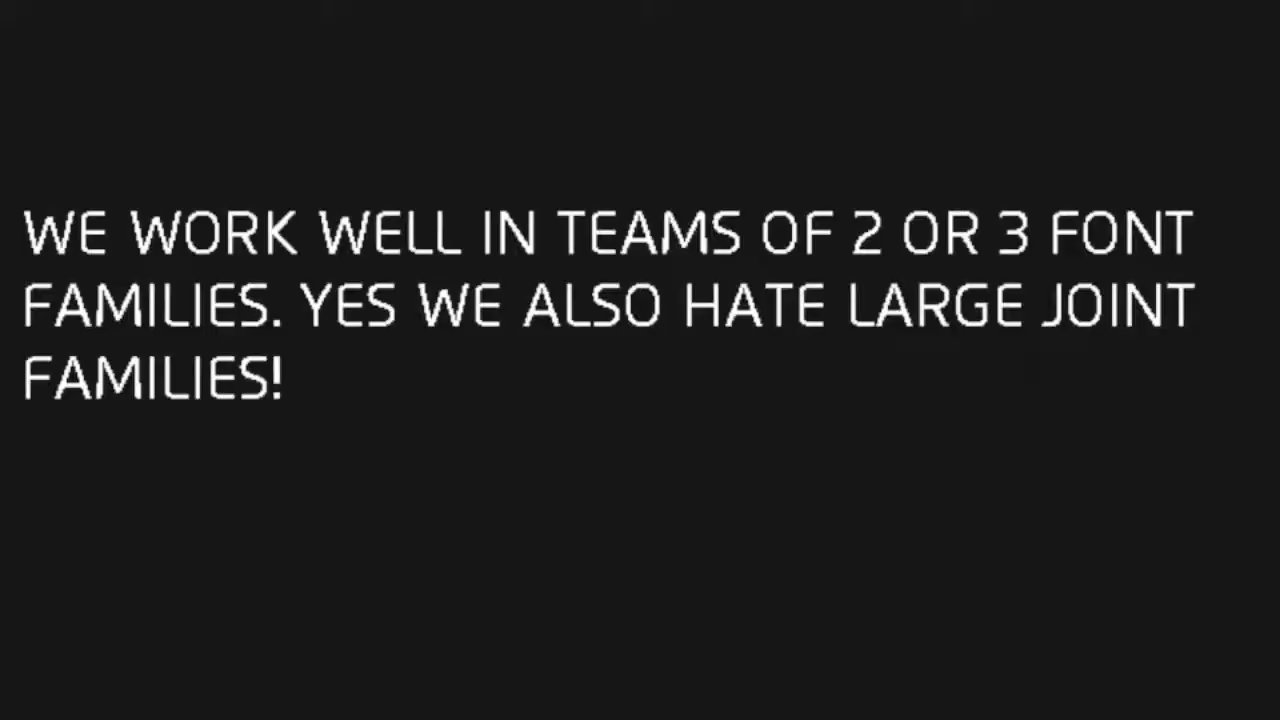 WE WORK WELL IN TEAMS OF 2 OR 3 FONT
FAMILIES. YES WE ALSO HATE LARGE JOINT
FAMILIES!